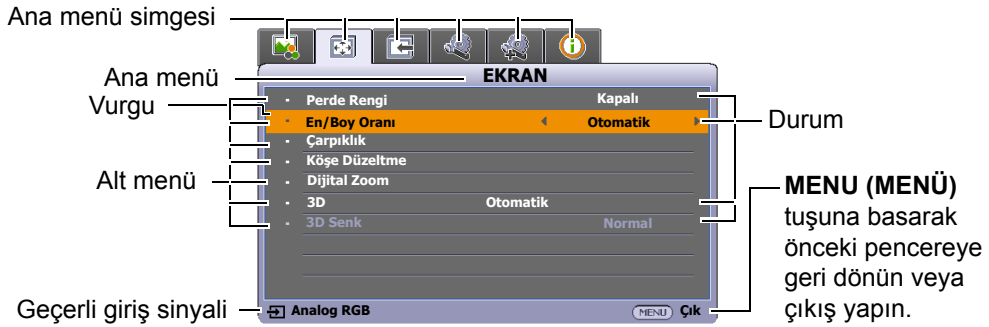 Ana menü simgesi
Ana menü
EKRAN
Vurgu
Perde Rengi Kapalı
En/Boy Oranı Otomatik
Durum
Çarpıklık
Köşe Düzeltme
Alt menü
Dijital Zoom
3D Otomatik
3D Senk Normal
MENU (MENÜ)
tuşuna basarak
önceki pencereye
geri dönün veya
çıkış yapın.
Geçerli giriş sinyali
Analog RGB
MENU Çık